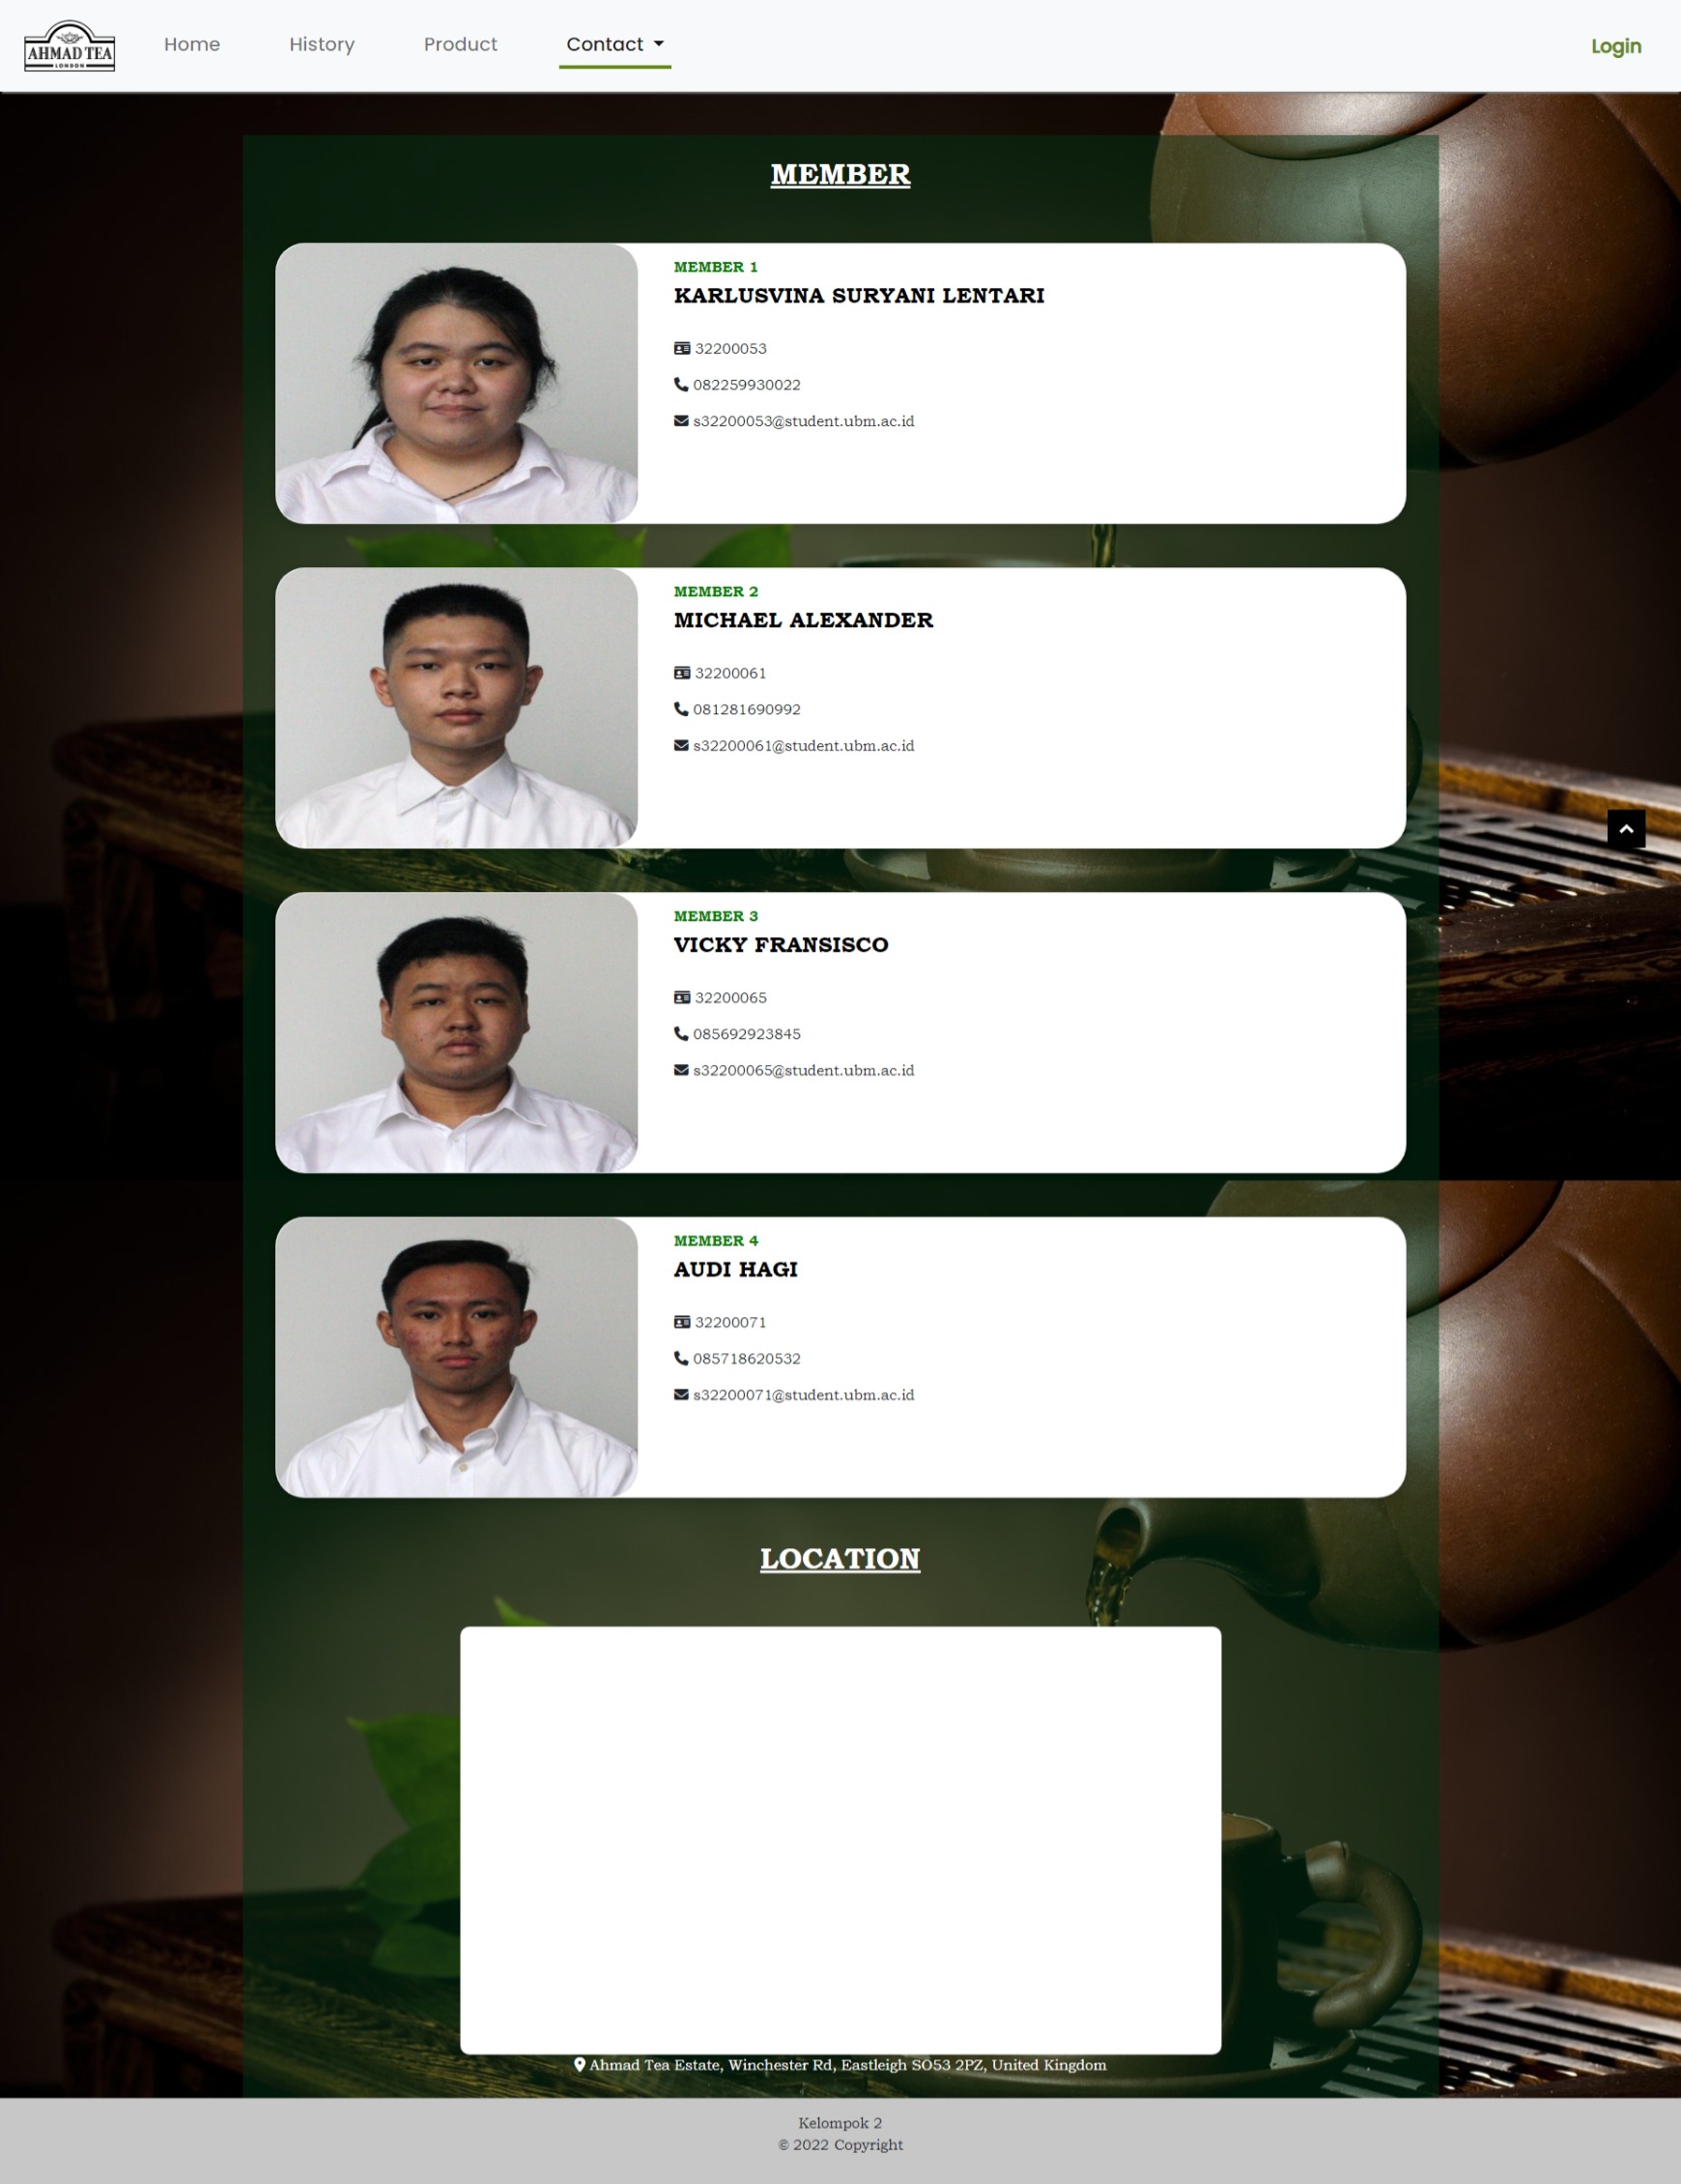 AHMAD TEA
LONDON
Home
History
Product
Contact
Login
MEMBER
MEMBER 1
KARLUSVINA SURYANI LENTARI
32200053
082259930022
s32200053@student.ubm.ac.id
MEMBER 2
MICHAEL ALEXANDER
32200061
081281690992
s32200061@student.ubm.ac.id
MEMBER 3
VICKY FRANSISCO
32200065
085692923845
s32200065@student.ubm.ac.id
MEMBER 4
AUDI HAGI
32200071
085718620532
s32200071@student.ubm.ac.id
LOCATION
Ahmad Tea Estate, Winchester Rd, Eastleigh SO53 2PZ, United Kingdom
Kelompok 2
© 2022 Copyright